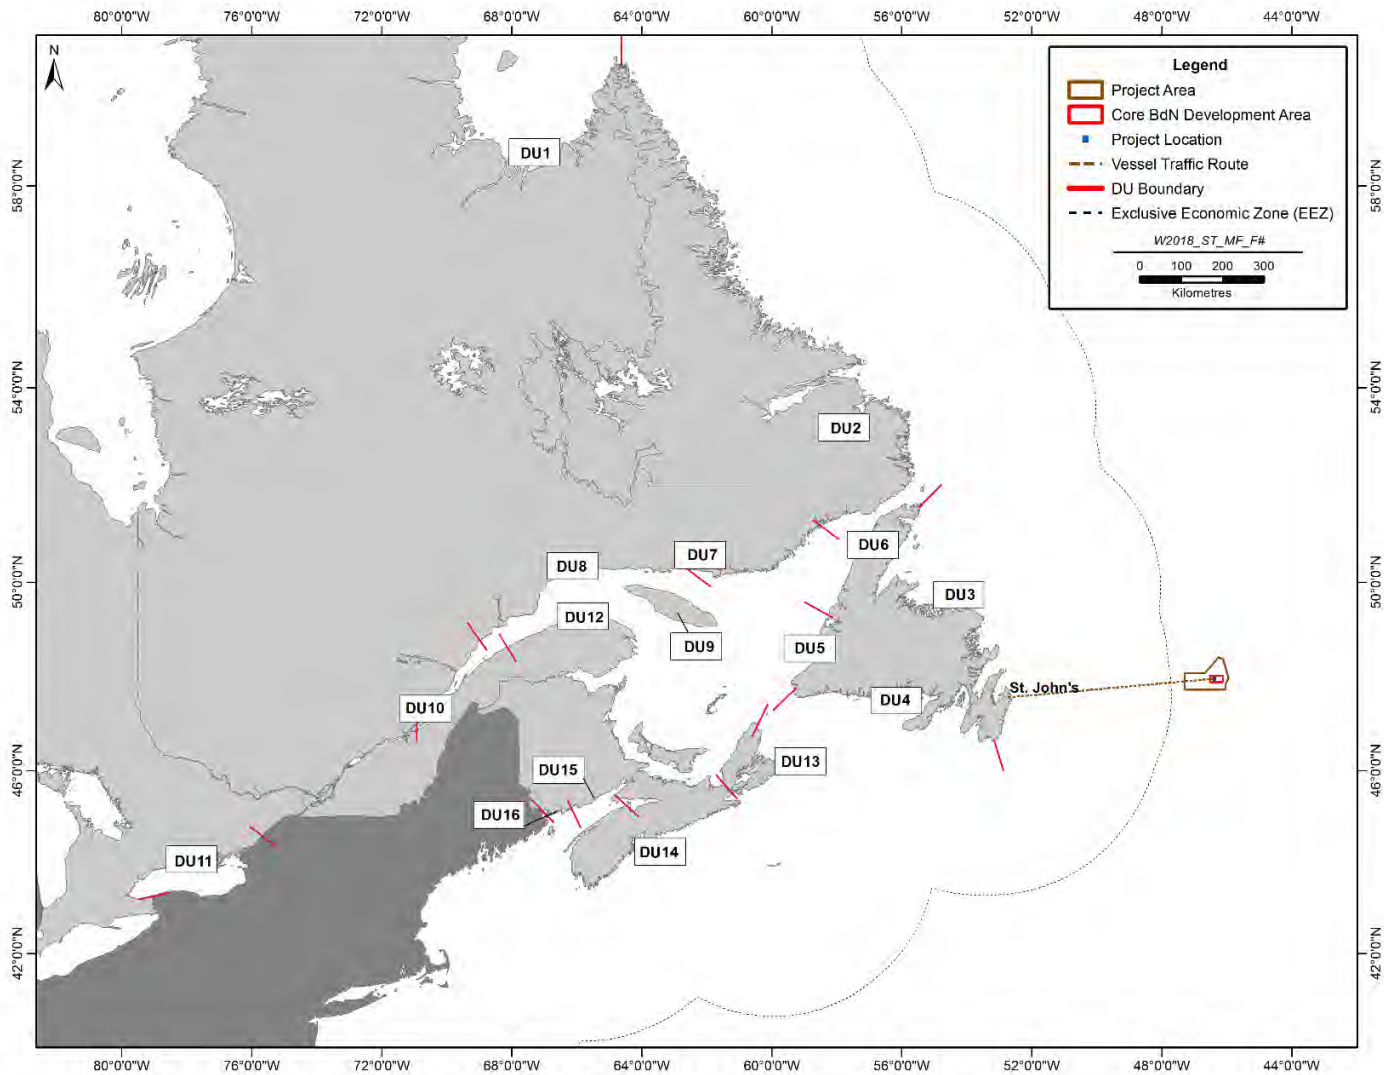 80°0'0"W 76°0'0"W 72°0'0"W 68°0'0"W 64°0'0"W 60°0'0"W 56°0'0"W 52°0'0"W 48°0'0"W 44°0'0"W
N
Legend
Project Area
Core BdN Development Area
Project Location
Vessel Traffic Route
DU Boundary
Exclusive Economic Zone (EEZ)
W2018_ST_MF_F#
0 100 200 300
Kilometres
58°0'0"N
58°0'0"N
54°0'0"N
54°0'0"N
50°0'0"N
50°0'0"N
46°0'0"N
46°0'0"N
42°0'0"N
42°0'0"N
DU1
DU2
DU6
DU7
DU8
DU3
DU12
DU9
DU5
St. John's
DU4
DU10
DU13
DU15
DU16
DU14
DU11
80°0'0"W 76°0'0"W 72°0'0"W 68°0'0"W 64°0'0"W 60°0'0"W 56°0'0"W 52°0'0"W 48°0'0"W 44°0'0"W